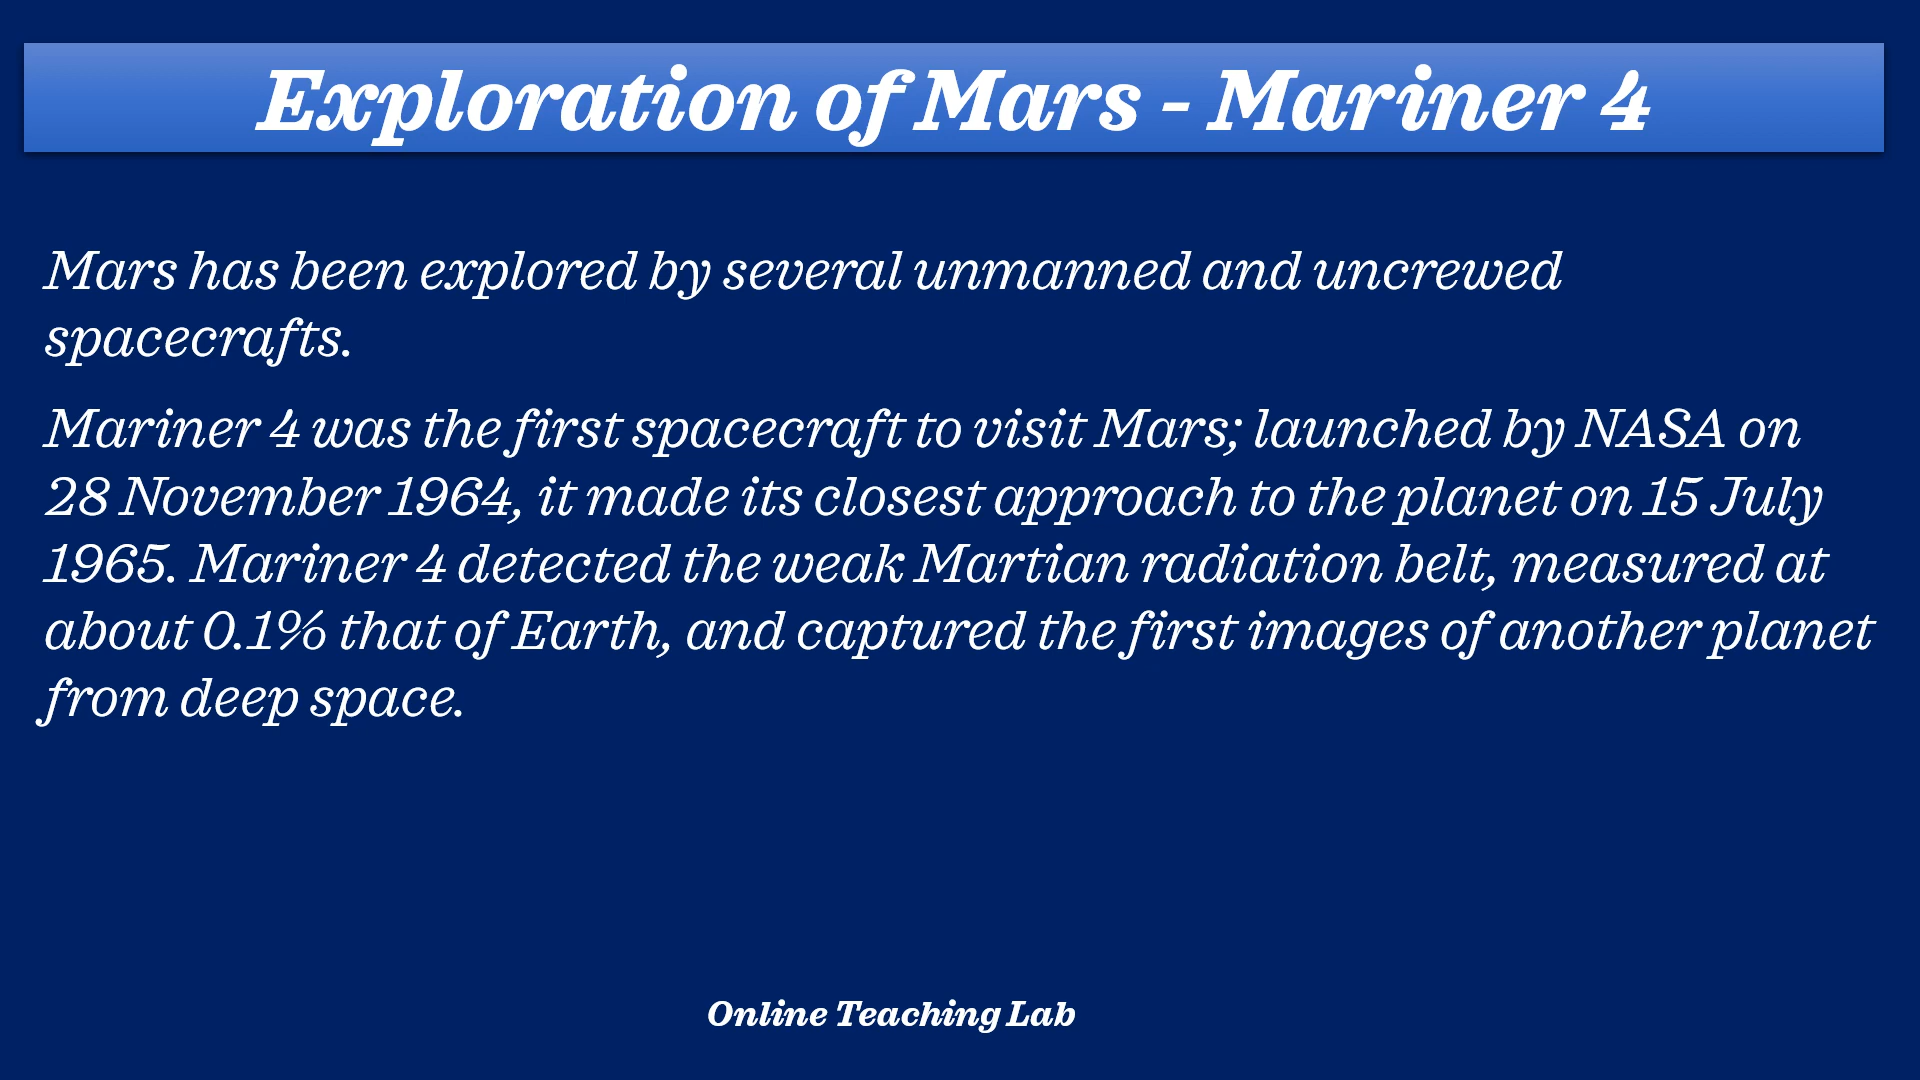 Exploration of Mars - Mariner 4
Mars has been explored by several unmanned and uncrewed
spacecrafts.
Mariner 4 was the first spacecraft to visit Mars; launched by NASA on
28 November 1964, it made its closest approach to the planet on 15 July
1965. Mariner 4 detected the weak Martian radiation belt, measured at
about 0.1% that of Earth, and captured the first images of another planet
from deep space.
Online Teaching Lab